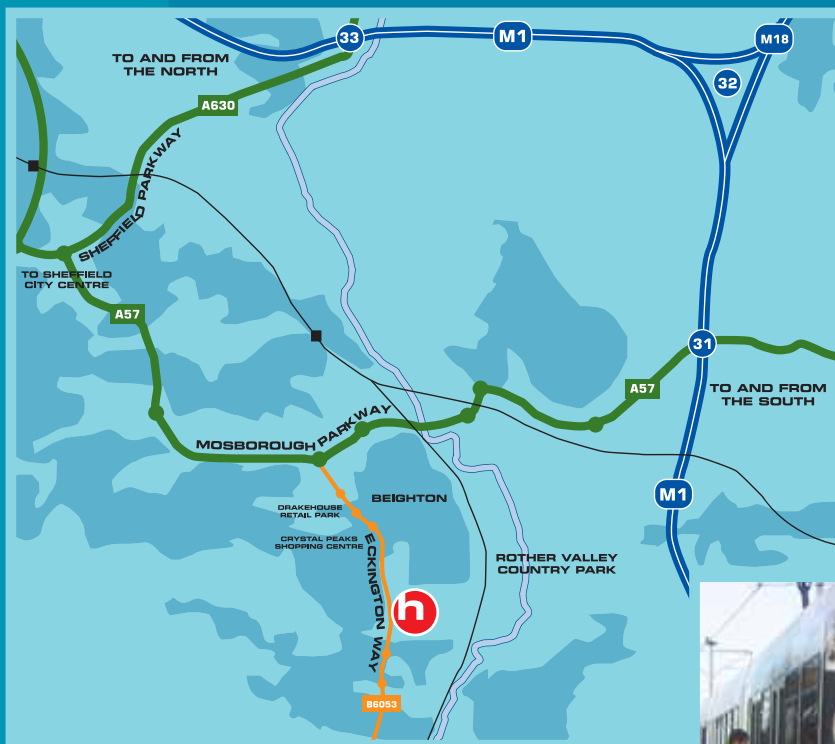 33
M1
M18
TO AND FROM
THE NORTH
32
A630
SHEFFIELD PARKWAY
TO SHEFFIELD
CITY CENTRE
A57
31
A57
TO AND FROM
THE SOUTH
MOSBOROUGH PARKWAY
M1
BEIGHTON
DRAKEHOUSE
RETAIL PARK
CRYSTAL PEAKS
SHOPPING CENTRE
ECKINGTON WAY
ROTHER VALLEY
COUNTRY PARK
h
B6053